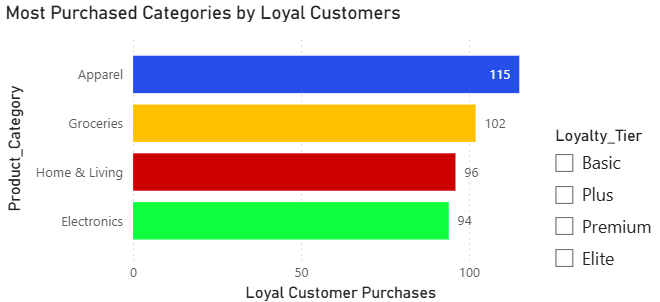 Most Purchased Categories by Loyal Customers
Product_Category
Apparel 115
Groceries 102
Home & Living 96
Electronics 94
0 50 100
Loyal Customer Purchases
Loyalty_Tier
Basic
Plus
Premium
Elite